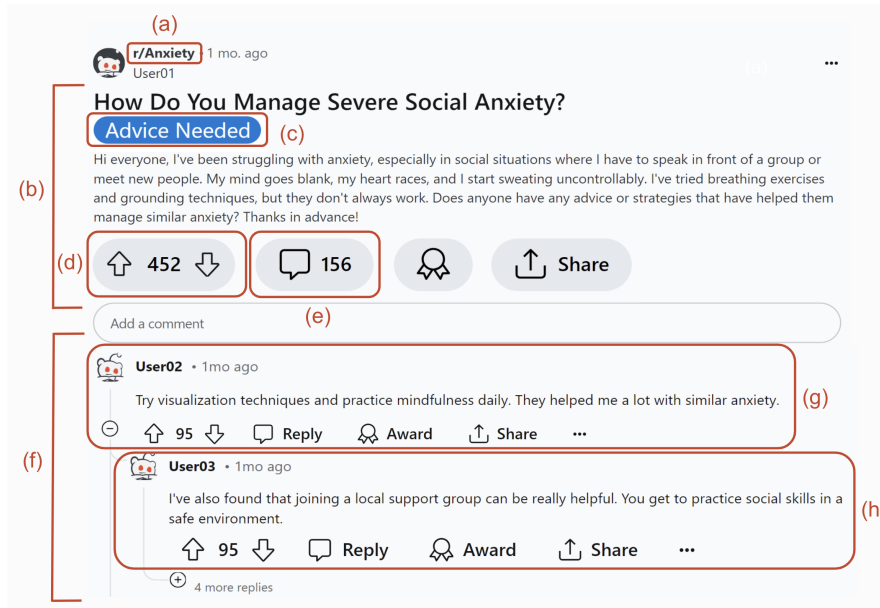 (a)
r/Anxiety • 1 mo. ago
User01
•••
How Do You Manage Severe Social Anxiety?
Advice Needed
(c)
Hi everyone, I've been struggling with anxiety, especially in social situations where I have to speak in front of a group or
meet new people. My mind goes blank, my heart races, and I start sweating uncontrollably. I've tried breathing exercises
and grounding techniques, but they don't always work. Does anyone have any advice or strategies that have helped them
manage similar anxiety? Thanks in advance!
(b)
(d)
452
156
Share
(e)
Add a comment
User02 • 1mo ago
Try visualization techniques and practice mindfulness daily. They helped me a lot with similar anxiety.
(g)
95 Reply Award Share •••
(f)
User03 • 1mo ago
I've also found that joining a local support group can be really helpful. You get to practice social skills in a
safe environment.
(h
95 Reply Award Share •••
4 more replies